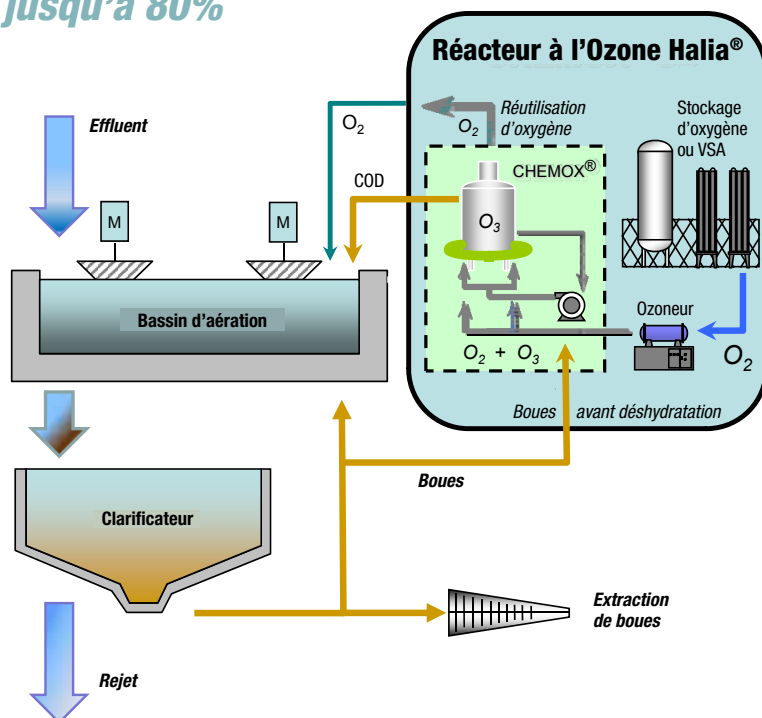 jusqu'à 80%
Réacteur à l'Ozone Halia®
Effluent
O2
O2
Réutilisation
d'oxygène
Stockage
d'oxygène
ou VSA
CHEMOX®
COD
M
M
O3
Bassin d'aération
Ozoneur
O2 + O3
O2
Boues avant déshydratation
Boues
Clarificateur
Extraction
de boues
Rejet